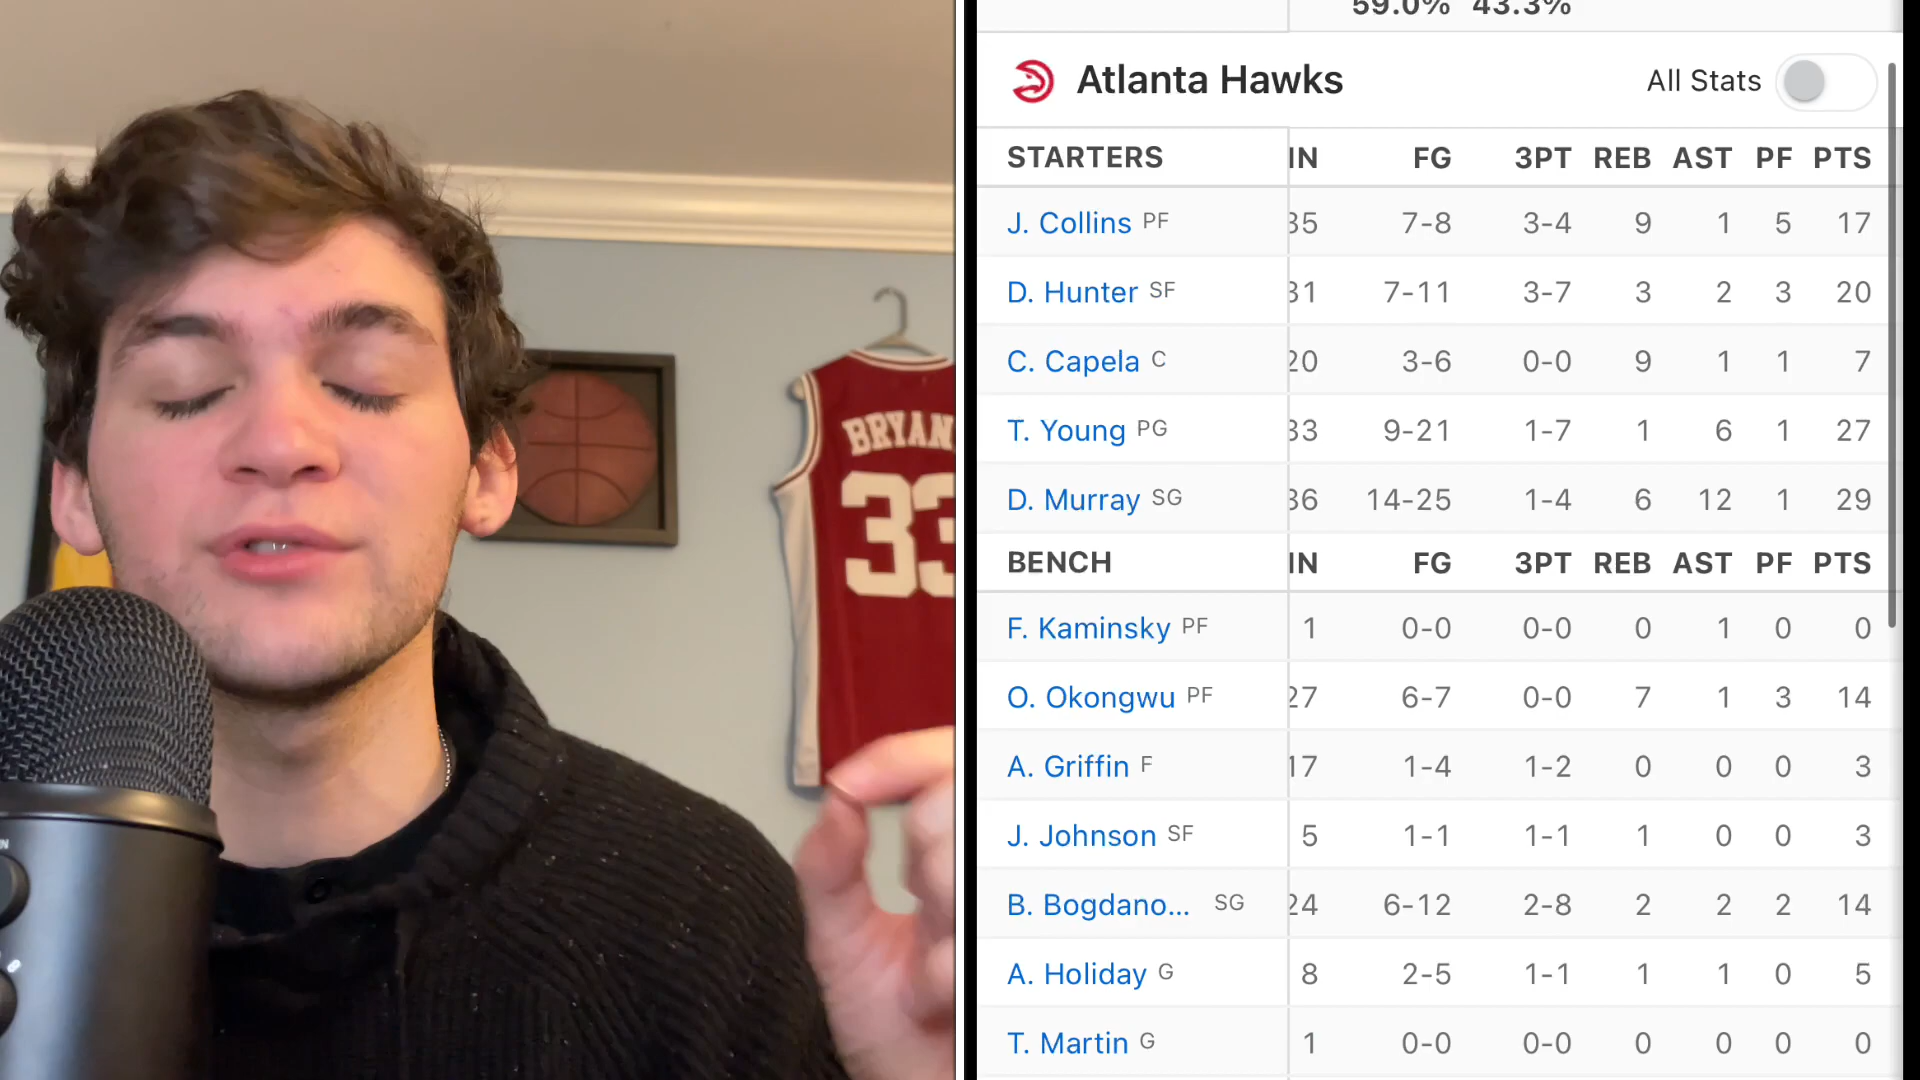 59.0% 43.3%
Atlanta Hawks All Stats
STARTERS IN FG 3PT REB AST PF PTS
J. Collins PF 35 7-8 3-4 9 1 5 17
D. Hunter SF 31 7-11 3-7 3 2 3 20
C. Capela C 20 3-6 0-0 9 1 1 7
T. Young PG 33 9-21 1-7 1 6 1 27
D. Murray SG 36 14-25 1-4 6 12 1 29
BENCH IN FG 3PT REB AST PF PTS
F. Kaminsky PF 1 0-0 0-0 0 1 0 0
O. Okongwu PF 27 6-7 0-0 7 1 3 14
A. Griffin F 17 1-4 1-2 0 0 0 3
J. Johnson SF 5 1-1 1-1 1 0 0 3
B. Bogdano... SG 24 6-12 2-8 2 2 2 14
A. Holiday G 8 2-5 1-1 1 1 0 5
T. Martin G 1 0-0 0-0 0 0 0 0
BRYAN
33